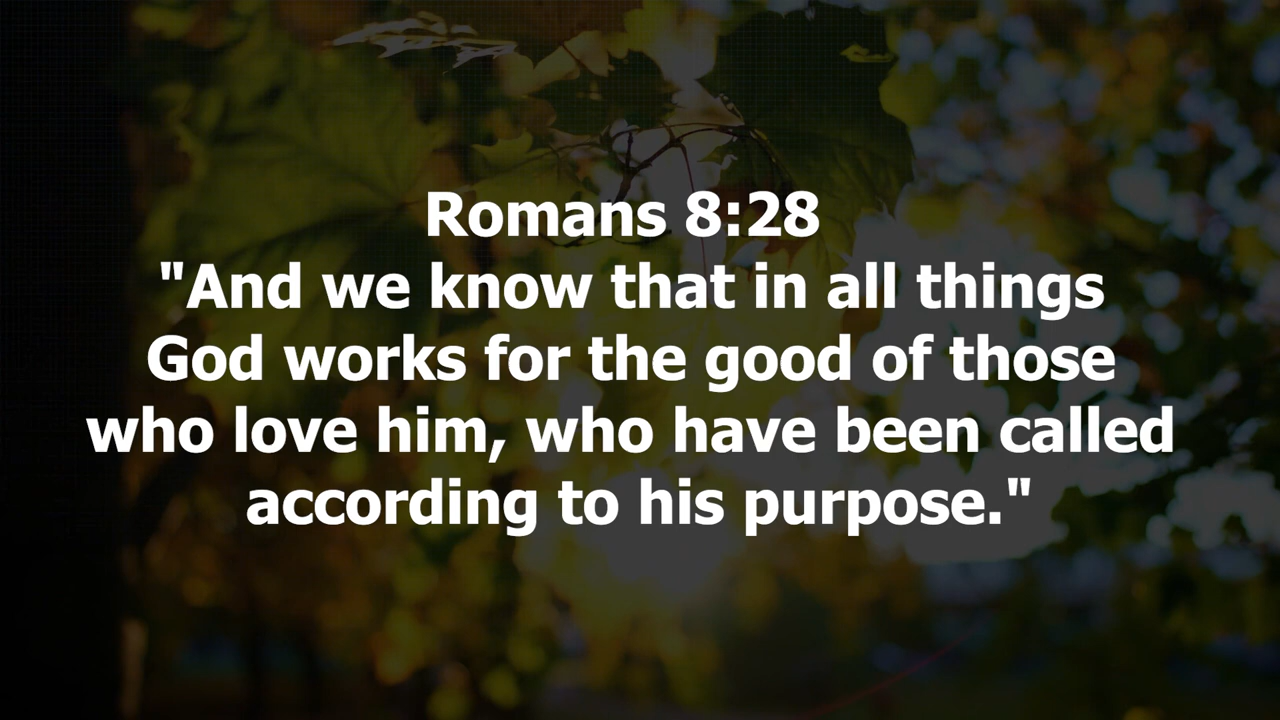 Romans 8:28
"And we know that in all things
God works for the good of those
who love him, who have been called
according to his purpose."